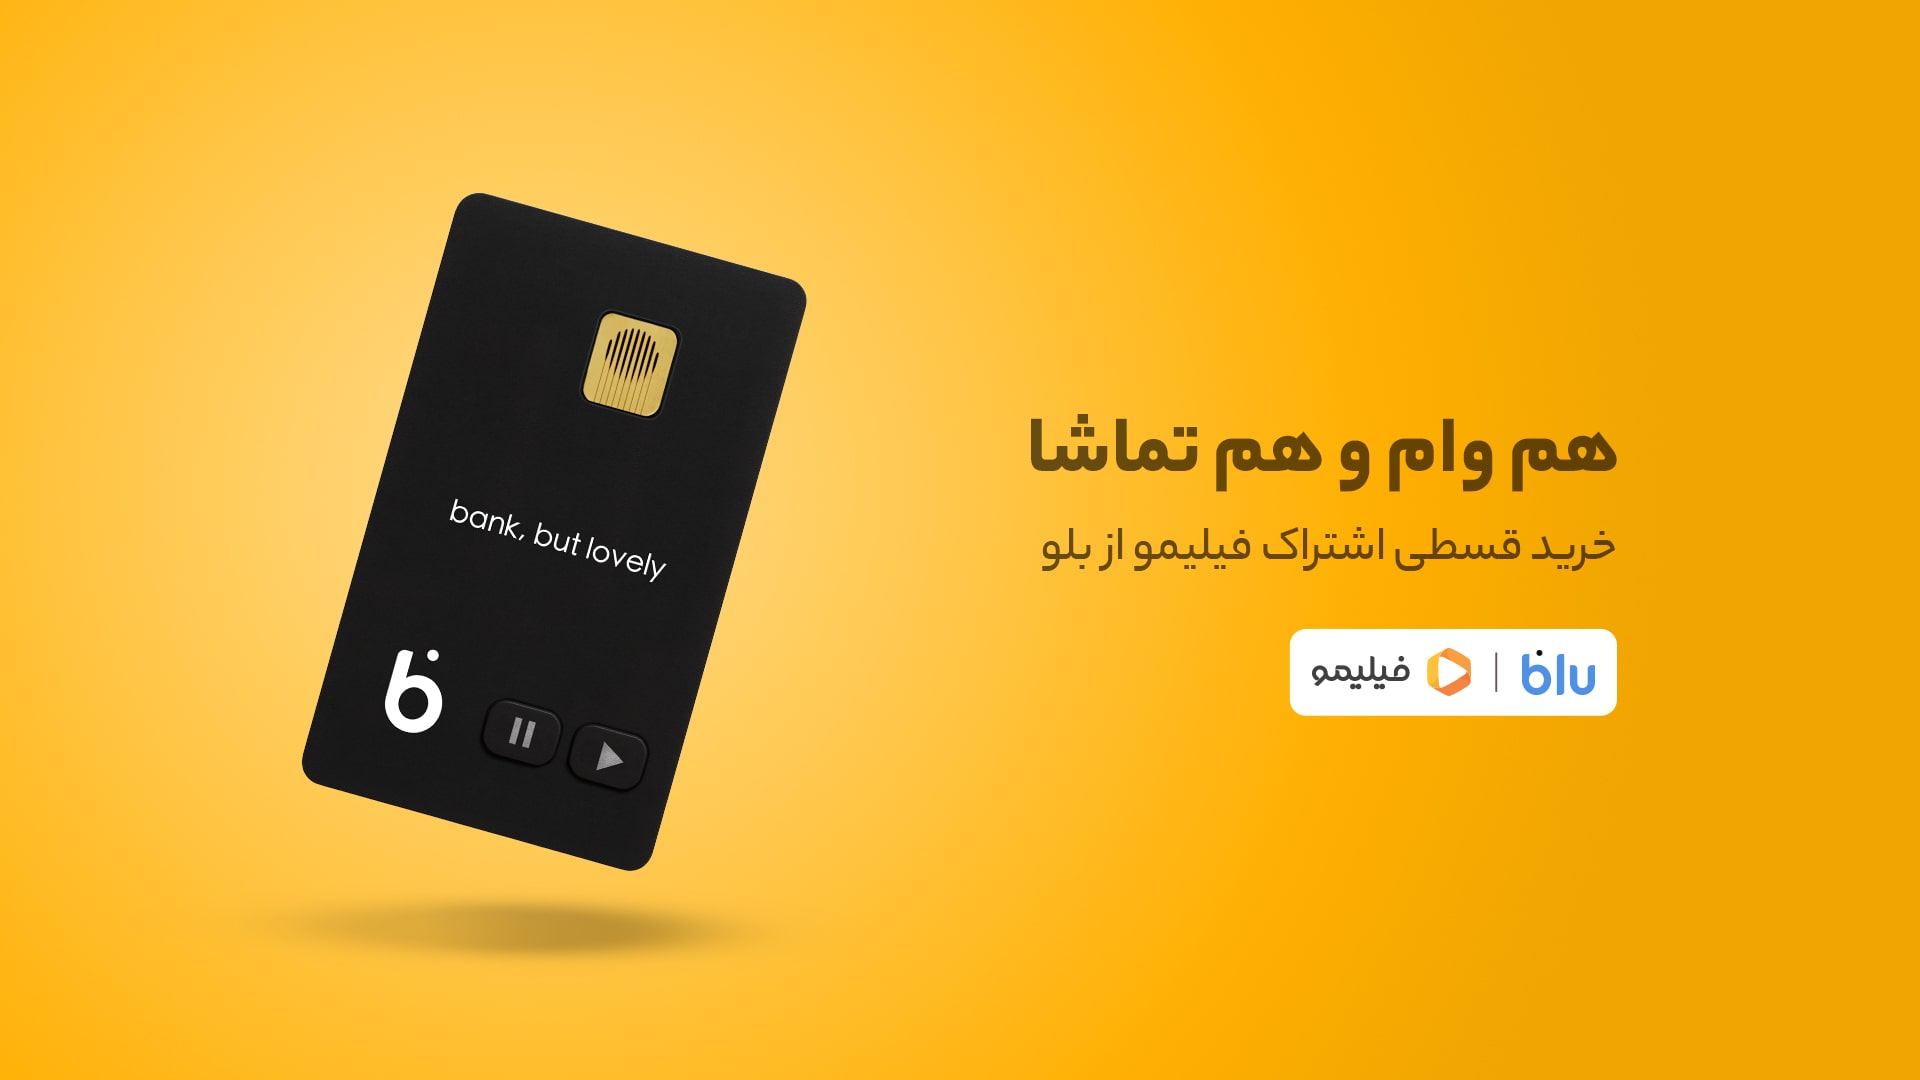 هم وام و هم تماشا
خرید قسطی اشتراک فیلیمو از بلو
blu | فیلیمو
bank, but lovely
b